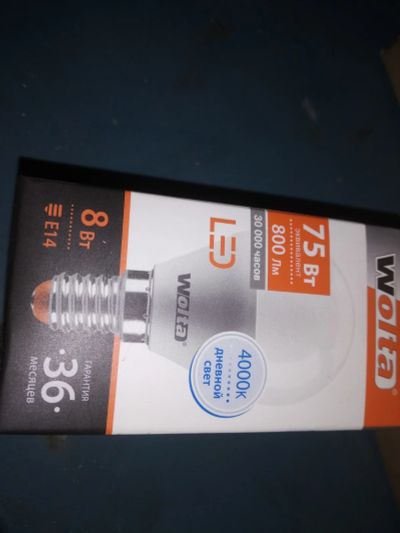 Wolta
75 Вт
эквивалент
800 Лм
30 000 часов
LED
Wolta
4000K
дневной
свет
8 Вт
E14
·36·
ГАРАНТИЯ
месяцев